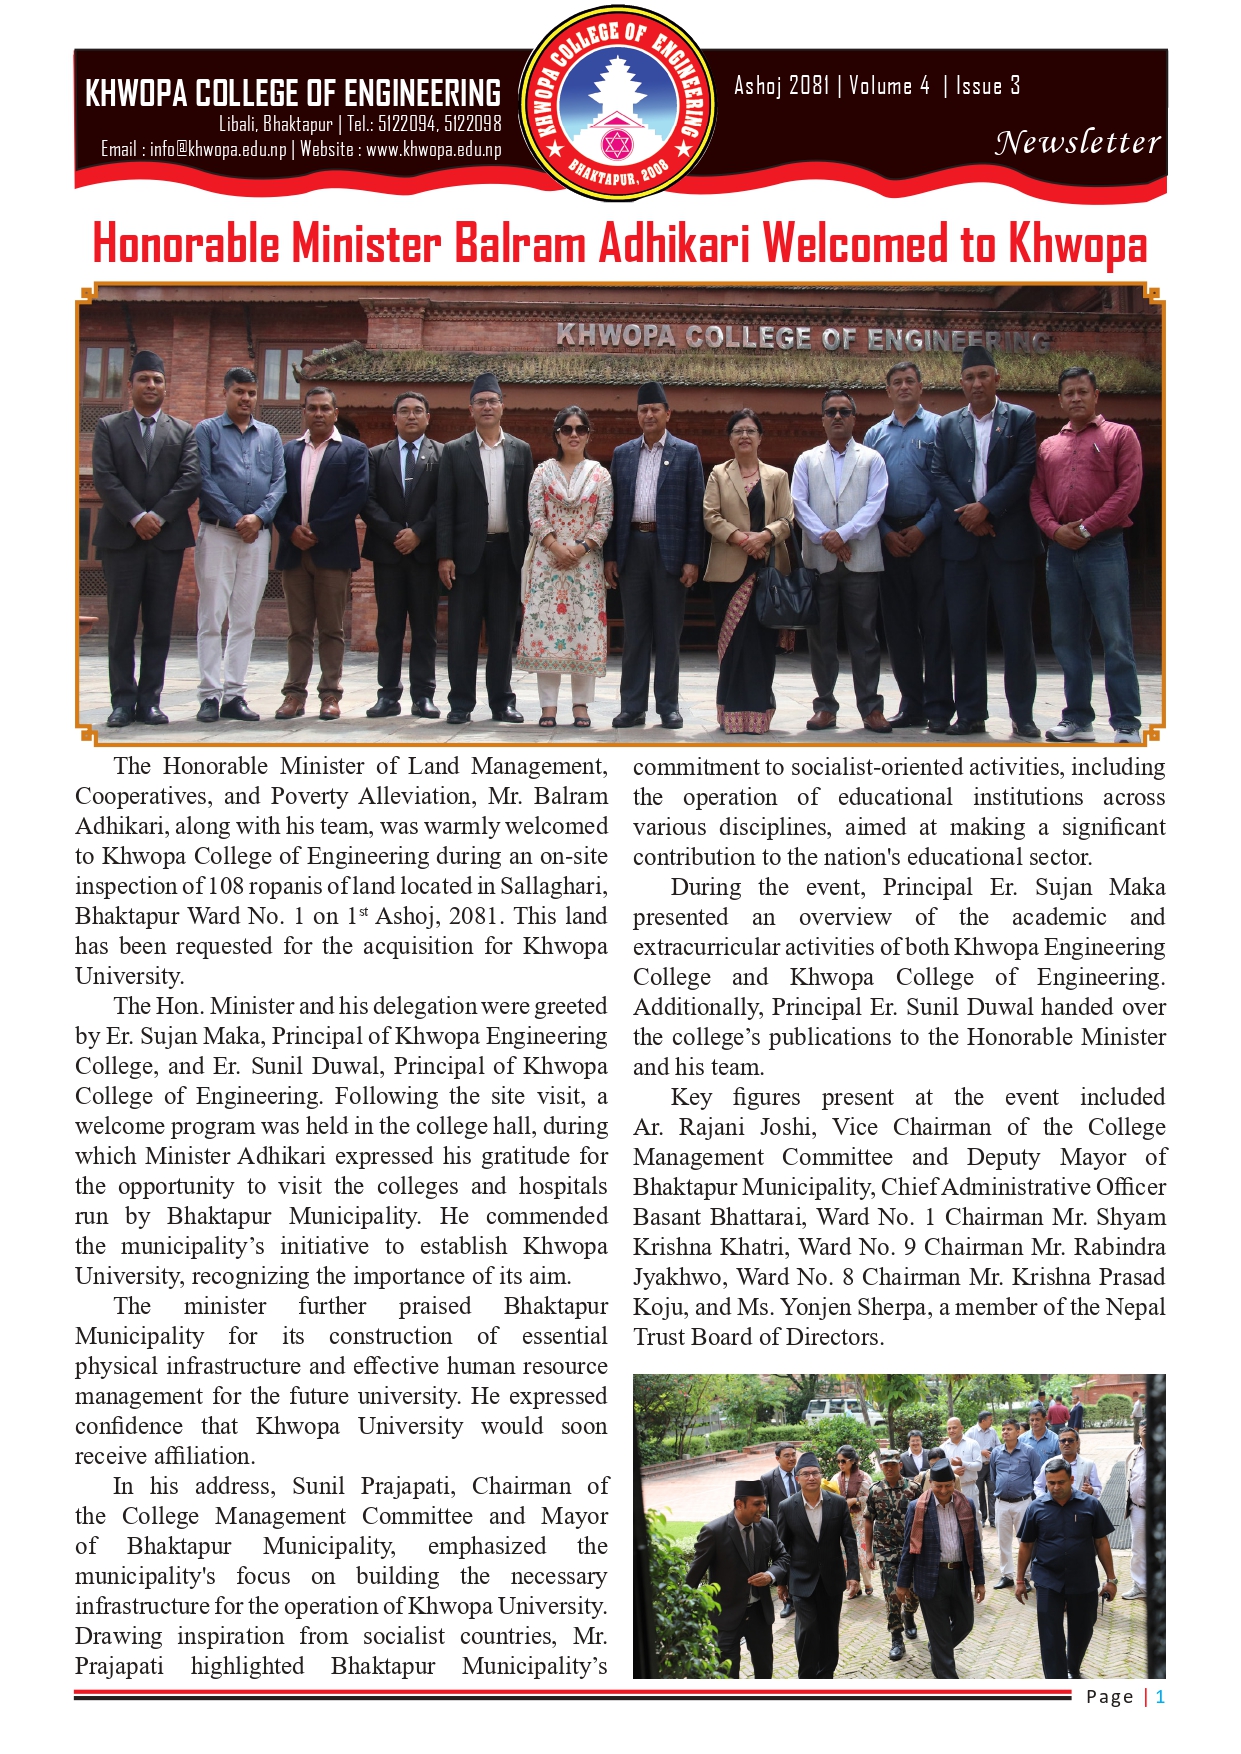 KHWOPA COLLEGE OF ENGINEERING
Libali, Bhaktapur | Tel.: 5122094, 5122098
Email : info@khwopa.edu.np | Website : www.khwopa.edu.np
KHWOPA COLLEGE OF ENGINEERING
BHAKTAPUR, 2008
Ashoj 2081 | Volume 4 | Issue 3
Newsletter
Honorable Minister Balram Adhikari Welcomed to Khwopa
KHWOPA COLLEGE OF ENGINEERING
The Honorable Minister of Land Management,
Cooperatives, and Poverty Alleviation, Mr. Balram
Adhikari, along with his team, was warmly welcomed
to Khwopa College of Engineering during an on-site
inspection of 108 ropanis of land located in Sallaghari,
Bhaktapur Ward No. 1 on 1st Ashoj, 2081. This land
has been requested for the acquisition for Khwopa
University.
The Hon. Minister and his delegation were greeted
by Er. Sujan Maka, Principal of Khwopa Engineering
College, and Er. Sunil Duwal, Principal of Khwopa
College of Engineering. Following the site visit, a
welcome program was held in the college hall, during
which Minister Adhikari expressed his gratitude for
the opportunity to visit the colleges and hospitals
run by Bhaktapur Municipality. He commended
the municipality’s initiative to establish Khwopa
University, recognizing the importance of its aim.
The minister further praised Bhaktapur
Municipality for its construction of essential
physical infrastructure and effective human resource
management for the future university. He expressed
confidence that Khwopa University would soon
receive affiliation.
In his address, Sunil Prajapati, Chairman of
the College Management Committee and Mayor
of Bhaktapur Municipality, emphasized the
municipality's focus on building the necessary
infrastructure for the operation of Khwopa University.
Drawing inspiration from socialist countries, Mr.
Prajapati highlighted Bhaktapur Municipality’s
commitment to socialist-oriented activities, including
the operation of educational institutions across
various disciplines, aimed at making a significant
contribution to the nation's educational sector.
During the event, Principal Er. Sujan Maka
presented an overview of the academic and
extracurricular activities of both Khwopa Engineering
College and Khwopa College of Engineering.
Additionally, Principal Er. Sunil Duwal handed over
the college’s publications to the Honorable Minister
and his team.
Key figures present at the event included
Ar. Rajani Joshi, Vice Chairman of the College
Management Committee and Deputy Mayor of
Bhaktapur Municipality, Chief Administrative Officer
Basant Bhattarai, Ward No. 1 Chairman Mr. Shyam
Krishna Khatri, Ward No. 9 Chairman Mr. Rabindra
Jyakhwo, Ward No. 8 Chairman Mr. Krishna Prasad
Koju, and Ms. Yonjen Sherpa, a member of the Nepal
Trust Board of Directors.
Page | 1